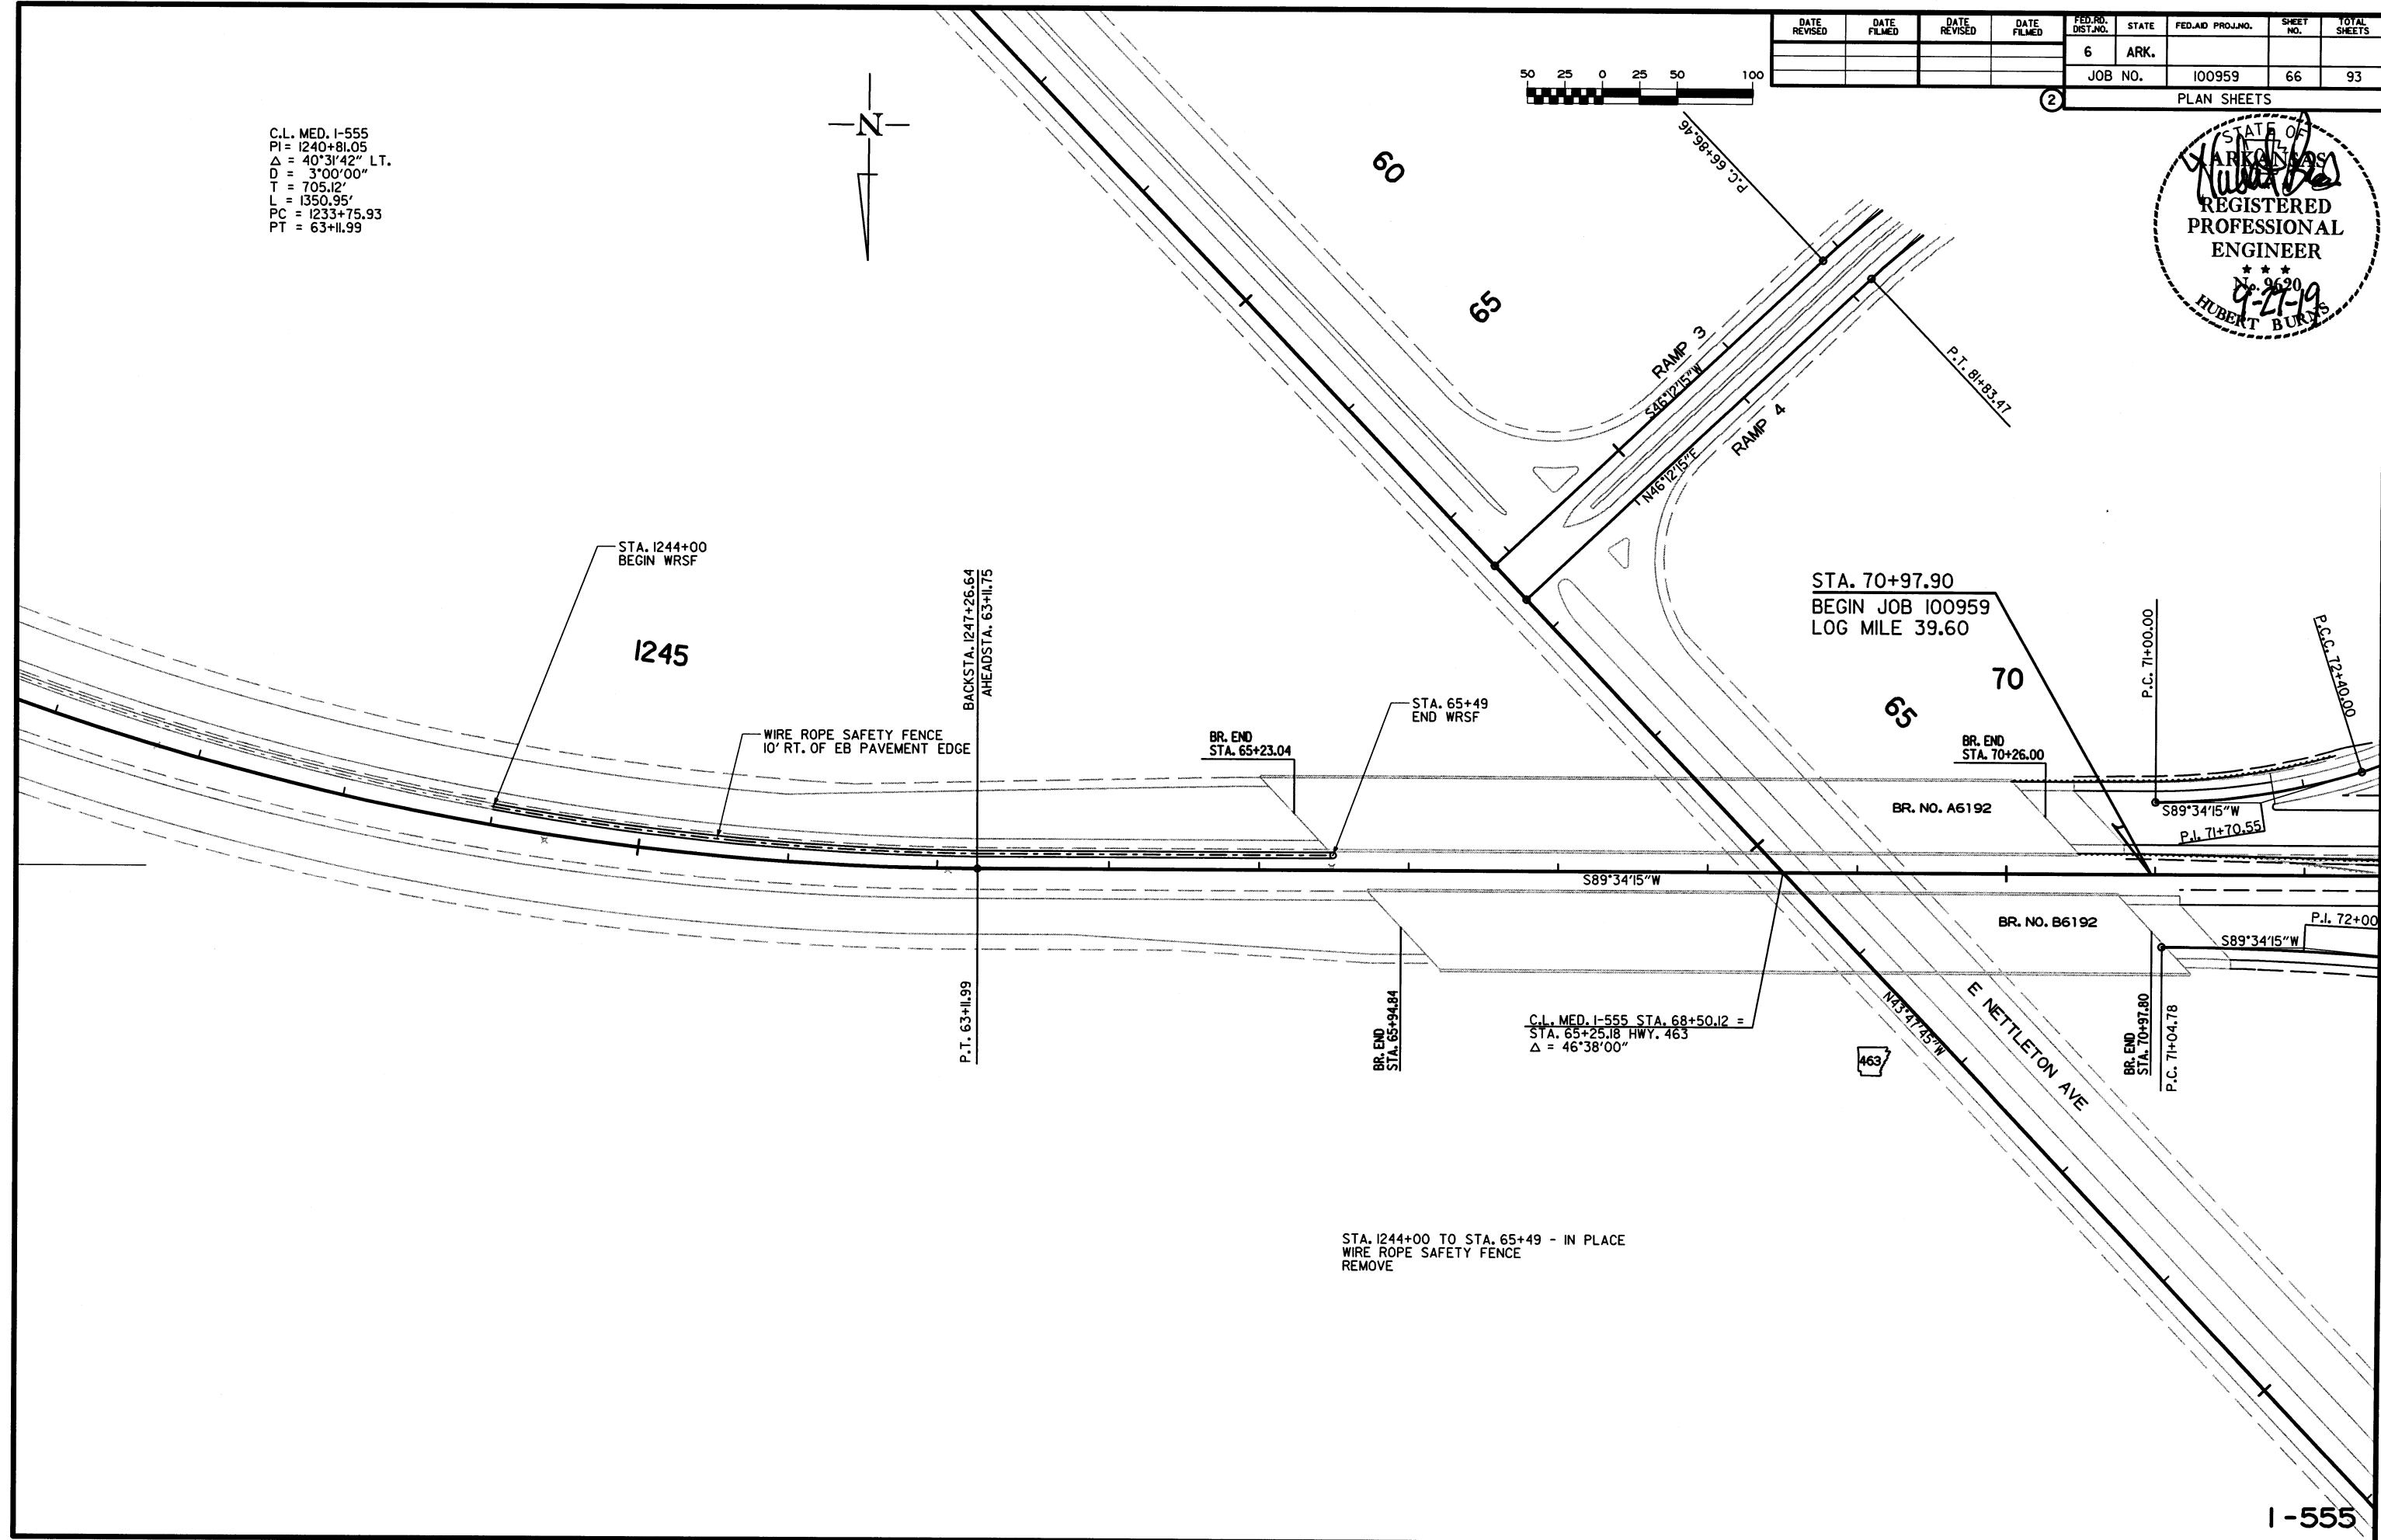 DATE REVISED
DATE FILMED
DATE REVISED
DATE FILMED
FED.RD. DIST.NO.
STATE
FED.AID PROJ.NO.
SHEET NO.
TOTAL SHEETS
6
ARK.
JOB NO.
100959
66
93
2
PLAN SHEETS
50 25 0 25 50 100
N
C.L. MED. I-555
PI = 1240+81.05
Δ = 40°31'42" LT.
D = 3°00'00"
T = 705.12'
L = 1350.95'
PC = 1233+75.93
PT = 63+11.99
STATE OF
ARKANSAS
REGISTERED
PROFESSIONAL
ENGINEER
★ ★ ★
No. 9620
9-27-19
HUBERT BURNS
P.C. 66+86.46
60
65
RAMP 3
S46°12'15"W
RAMP 4
N46°12'15"E
P.T. 81+83.47
STA. 1244+00
BEGIN WRSF
1245
BACKSTA. 1247+26.64
AHEADSTA. 63+11.75
WIRE ROPE SAFETY FENCE
10' RT. OF EB PAVEMENT EDGE
BR. END
STA. 65+23.04
STA. 65+49
END WRSF
STA. 70+97.90
BEGIN JOB 100959
LOG MILE 39.60
70
65
BR. END
STA. 70+26.00
P.C. 71+00.00
P.C.C. 72+40.00
BR. NO. A6192
S89°34'15"W
P.I. 71+70.55
S89°34'15"W
BR. NO. B6192
P.I. 72+00
S89°34'15"W
P.T. 63+11.99
BR. END
STA. 65+94.84
C.L. MED. I-555 STA. 68+50.12 =
STA. 65+25.18 HWY. 463
Δ = 46°38'00"
463
N43°47'45"W
E NETTLETON AVE
BR. END
STA. 70+97.80
P.C. 71+04.78
STA. 1244+00 TO STA. 65+49 - IN PLACE
WIRE ROPE SAFETY FENCE
REMOVE
I-555